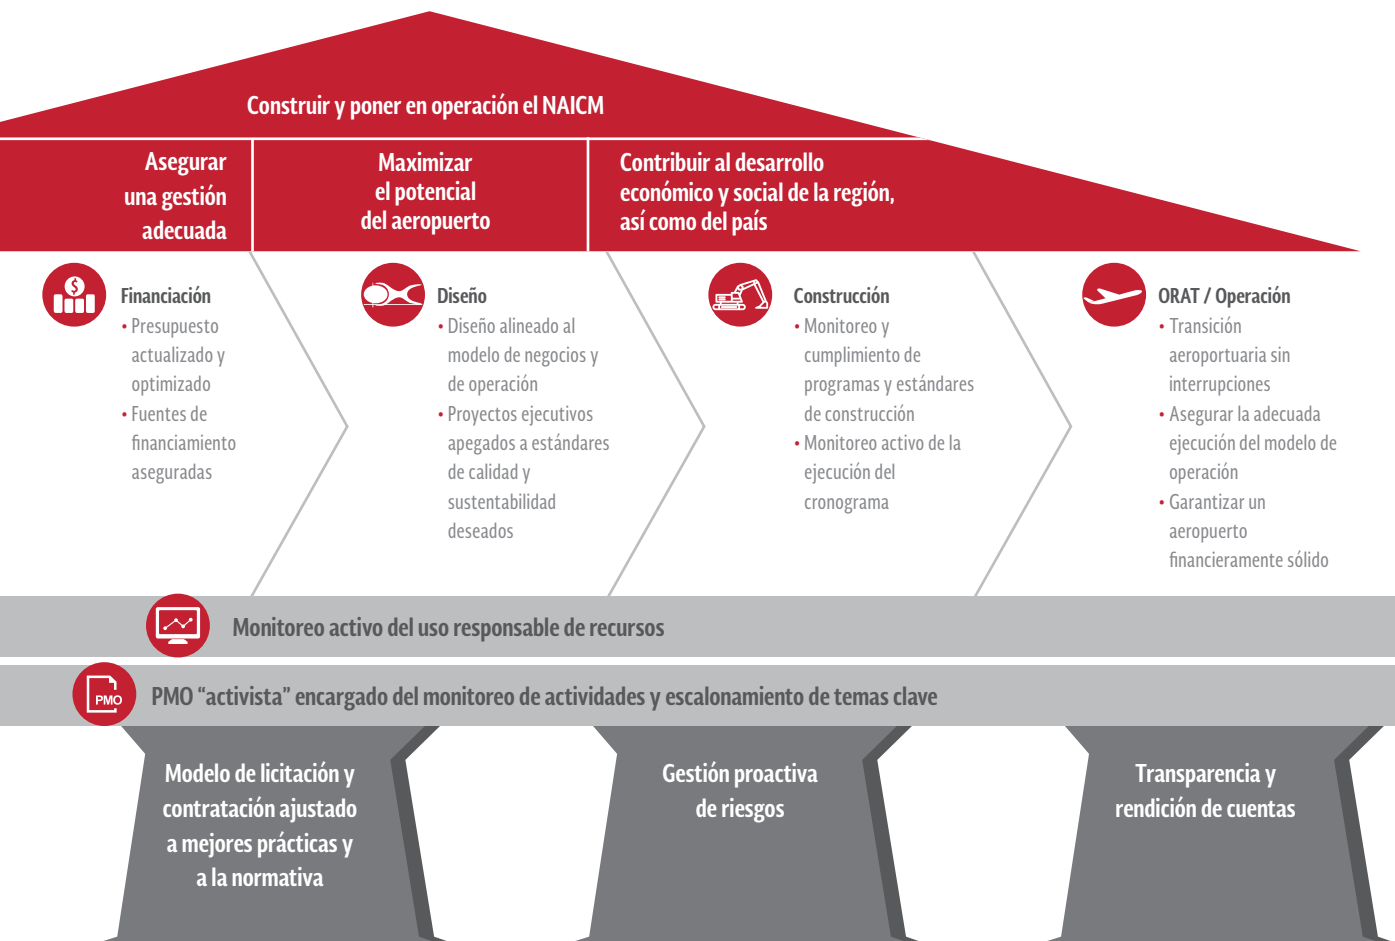 Construir y poner en operación el NAICM
Asegurar
una gestión
adecuada
Maximizar
el potencial
del aeropuerto
Contribuir al desarrollo
económico y social de la región,
así como del país
$
Financiación
• Presupuesto
actualizado y
optimizado
• Fuentes de
financiamiento
aseguradas
Diseño
• Diseño alineado al
modelo de negocios y
de operación
• Proyectos ejecutivos
apegados a estándares
de calidad y
sustentabilidad
deseados
Construcción
• Monitoreo y
cumplimiento de
programas y estándares
de construcción
• Monitoreo activo de la
ejecución del
cronograma
ORAT / Operación
• Transición
aeroportuaria sin
interrupciones
• Asegurar la adecuada
ejecución del modelo de
operación
• Garantizar un
aeropuerto
financieramente sólido
Monitoreo activo del uso responsable de recursos
PMO
PMO “activista” encargado del monitoreo de actividades y escalonamiento de temas clave
Modelo de licitación y
contratación ajustado
a mejores prácticas y
a la normativa
Gestión proactiva
de riesgos
Transparencia y
rendición de cuentas